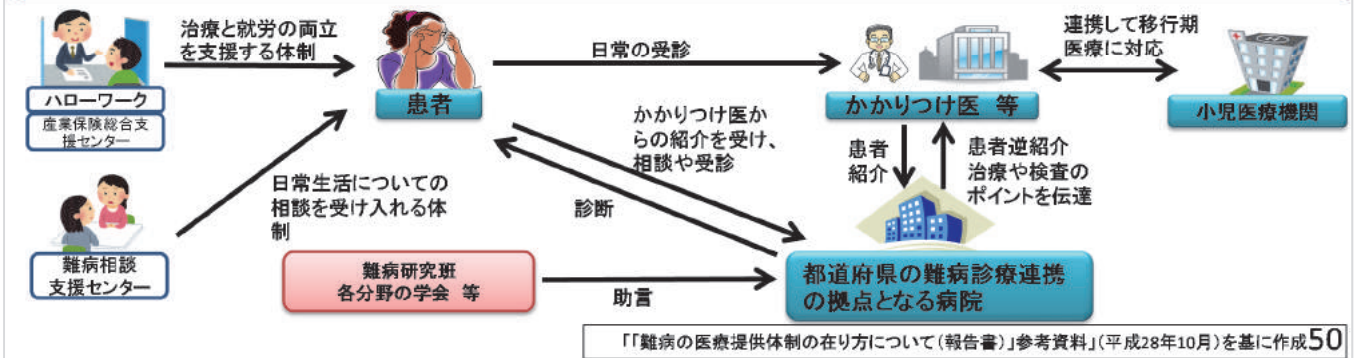 治療と就労の両立
を支援する体制
ハローワーク
産業保険総合支
援センター
患者
日常の受診
かかりつけ医 等
連携して移行期
医療に対応
小児医療機関
かかりつけ医か
らの紹介を受け、
相談や受診
患者
紹介
患者逆紹介
治療や検査の
ポイントを伝達
日常生活についての
相談を受け入れる体
制
診断
難病相談
支援センター
難病研究班
各分野の学会 等
助言
都道府県の難病診療連携
の拠点となる病院
「「難病の医療提供体制の在り方について(報告書)」参考資料」(平成28年10月)を基に作成50